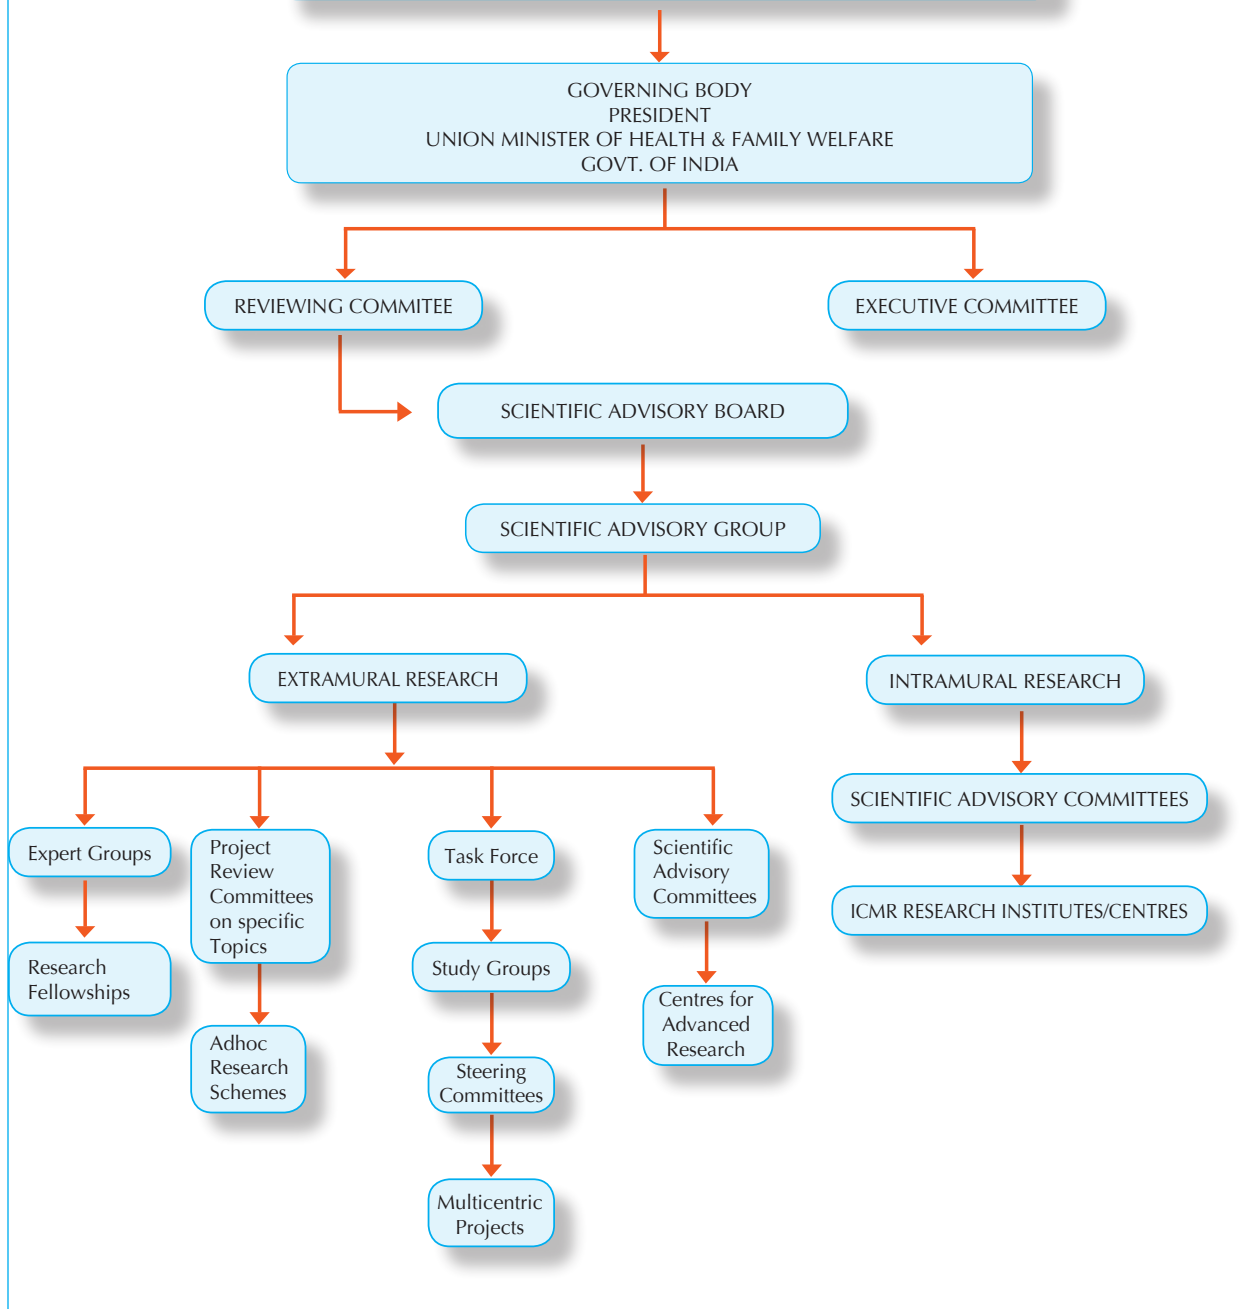 GOVERNING BODY
PRESIDENT
UNION MINISTER OF HEALTH & FAMILY WELFARE
GOVT. OF INDIA
REVIEWING COMMITEE
EXECUTIVE COMMITTEE
SCIENTIFIC ADVISORY BOARD
SCIENTIFIC ADVISORY GROUP
EXTRAMURAL RESEARCH
INTRAMURAL RESEARCH
SCIENTIFIC ADVISORY COMMITTEES
ICMR RESEARCH INSTITUTES/CENTRES
Expert Groups
Research
Fellowships
Project
Review
Committees
on specific
Topics
Adhoc
Research
Schemes
Task Force
Study Groups
Steering
Committees
Multicentric
Projects
Scientific
Advisory
Committees
Centres for
Advanced
Research